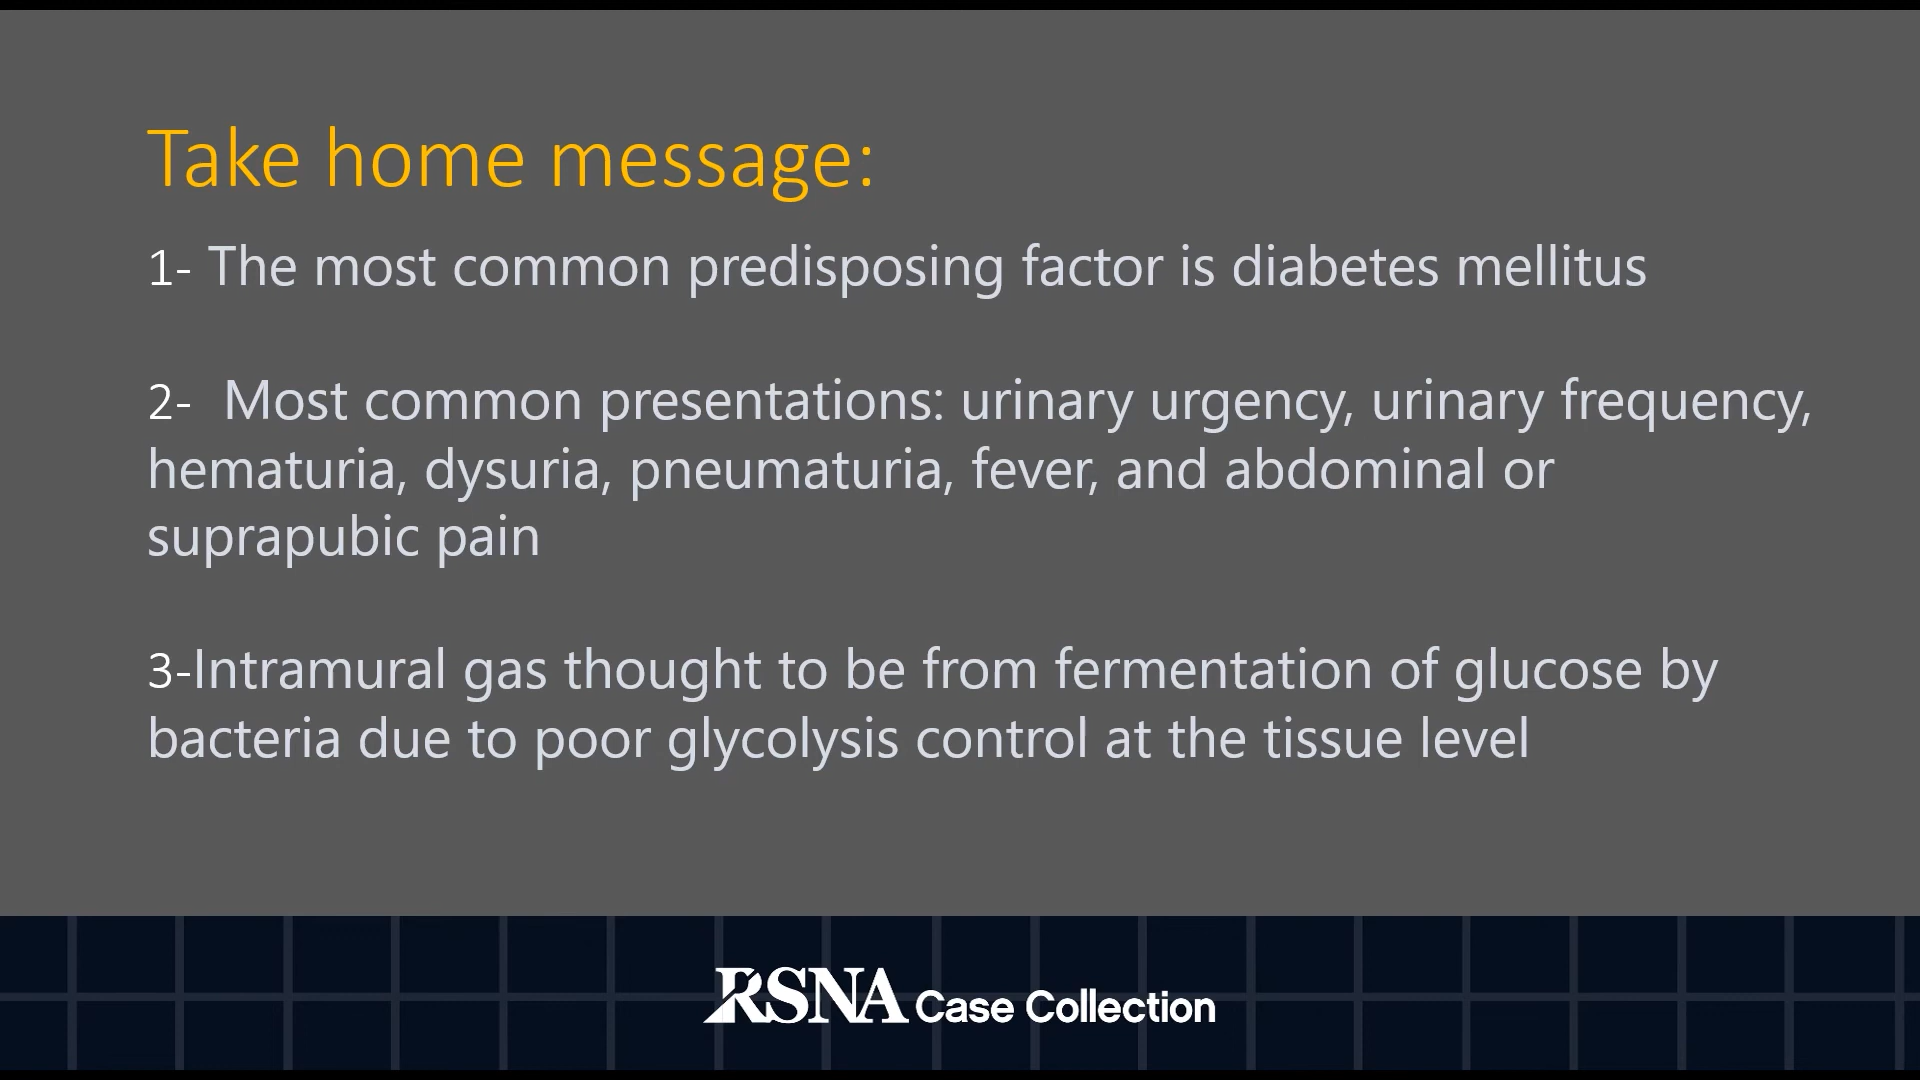 Take home message:
1- The most common predisposing factor is diabetes mellitus
2- Most common presentations: urinary urgency, urinary frequency,
hematuria, dysuria, pneumaturia, fever, and abdominal or
suprapubic pain
3-Intramural gas thought to be from fermentation of glucose by
bacteria due to poor glycolysis control at the tissue level
RSNA Case Collection